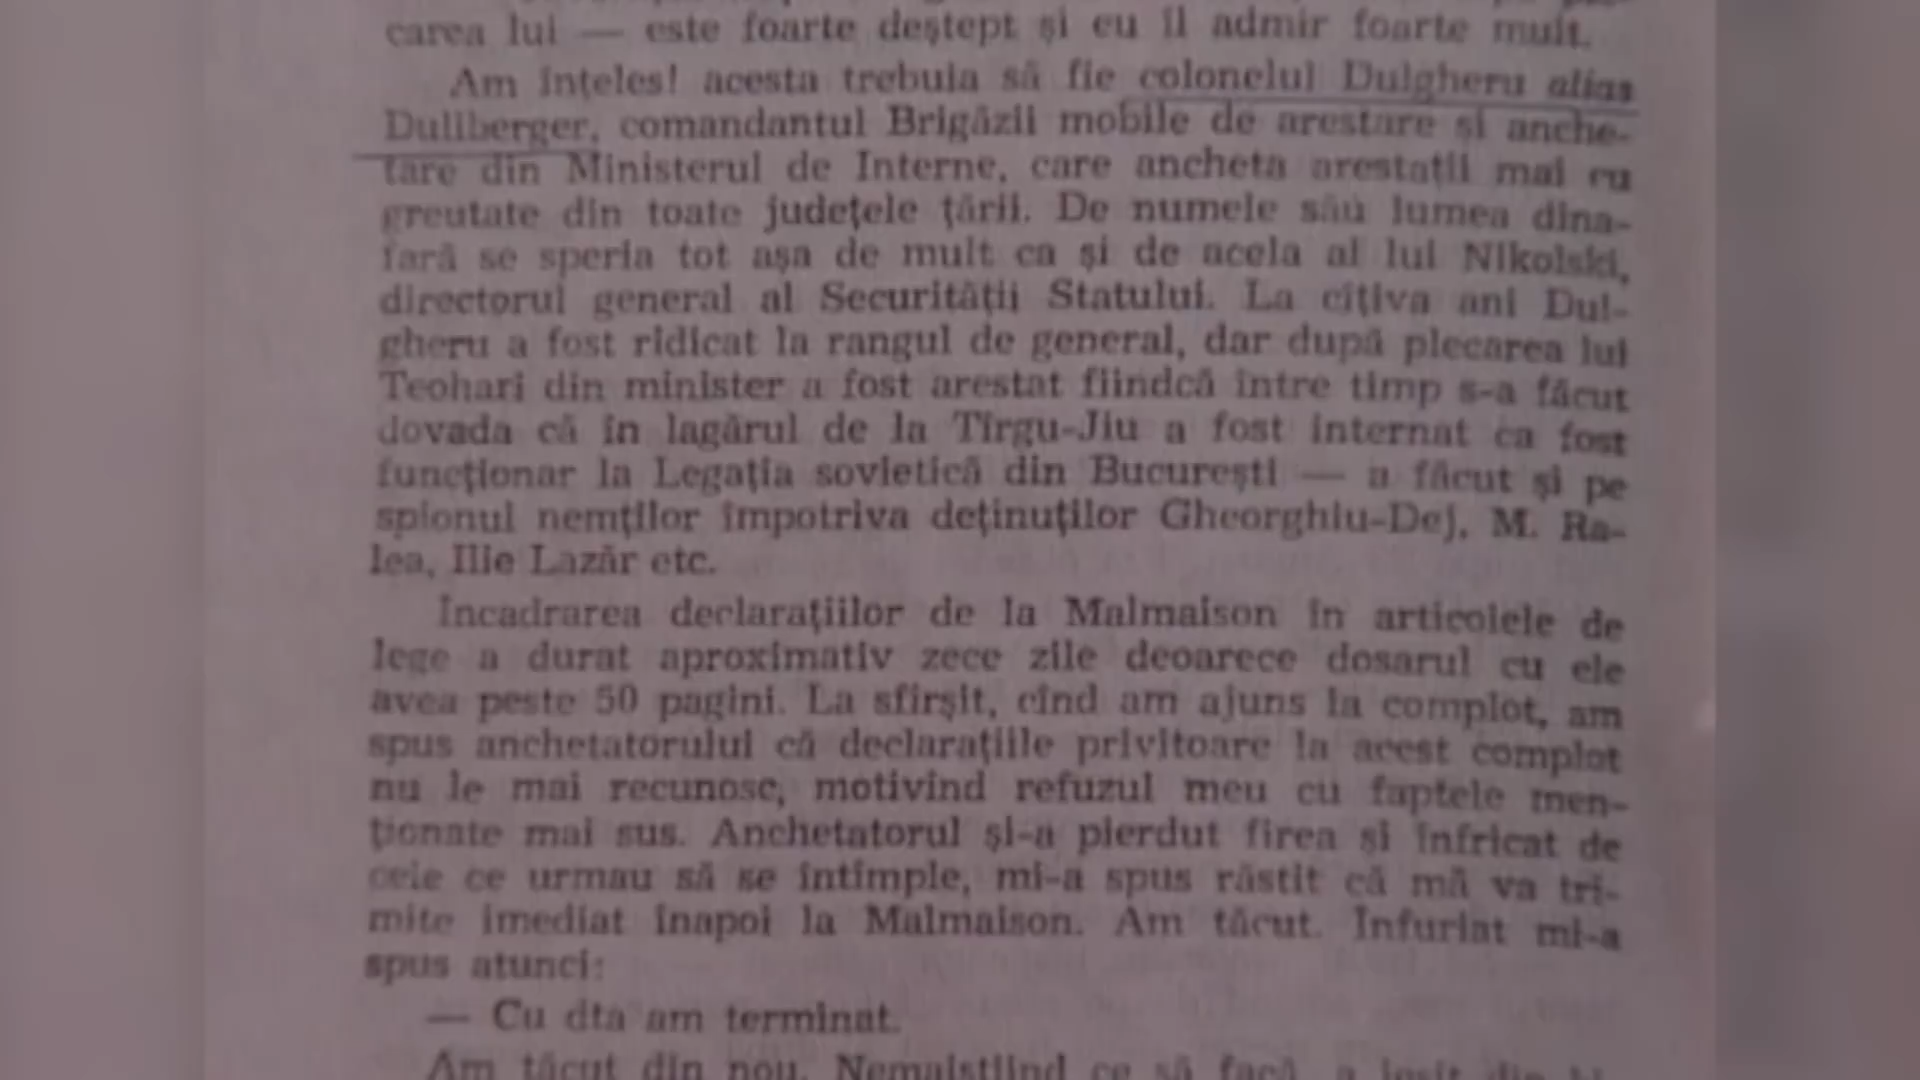 carea lui — este foarte deștept și eu îl admir foarte mult.
Am înțeles! acesta trebuia să fie colonelul Dulgheru alias
Dullberger, comandantul Brigăzii mobile de arestare și anche-
tare din Ministerul de Interne, care ancheta arestații mai cu
greutate din toate județele țării. De numele său lumea dina-
fară se speria tot așa de mult ca și de acela al lui Nikolski,
directorul general al Securității Statului. La cîțiva ani Dul-
gheru a fost ridicat la rangul de general, dar după plecarea lui
Teohari din minister a fost arestat fiindcă între timp s-a făcut
dovada că în lagărul de la Tîrgu-Jiu a fost internat ca fost
funcționar la Legația sovietică din București — a făcut și pe
spionul nemților împotriva deținuților Gheorghiu-Dej, M. Ra-
lea, Ilie Lazăr etc.
Încadrarea declarațiilor de la Malmaison în articolele de
lege a durat aproximativ zece zile deoarece dosarul cu ele
avea peste 50 pagini. La sfîrșit, cînd am ajuns la complot, am
spus anchetatorului că declarațiile privitoare la acest complot
nu le mai recunosc, motivînd refuzul meu cu faptele men-
ționate mai sus. Anchetatorul și-a pierdut firea și înfricat de
cele ce urmau să se întîmple, mi-a spus răstit că mă va tri-
mite imediat înapoi la Malmaison. Am tăcut. Infuriat mi-a
spus atunci:
— Cu dta am terminat.
Am tăcut din nou. Nemaiștiind ce să facă, a ieșit din